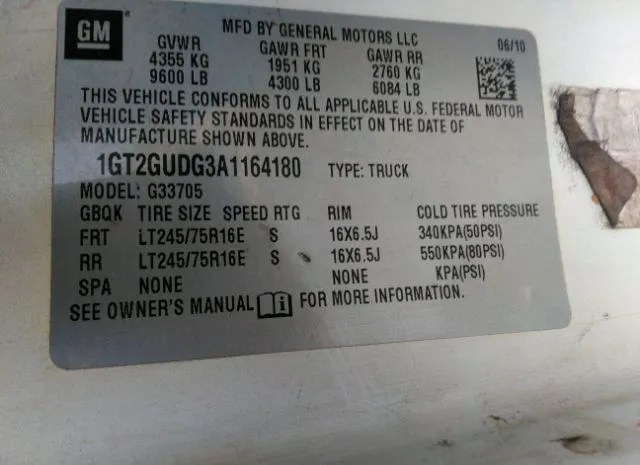 GM
MFD BY GENERAL MOTORS LLC
06/10
GVWR GAWR FRT GAWR RR
4355 KG 1951 KG 2760 KG
9600 LB 4300 LB 6084 LB
THIS VEHICLE CONFORMS TO ALL APPLICABLE U.S. FEDERAL MOTOR
VEHICLE SAFETY STANDARDS IN EFFECT ON THE DATE OF
MANUFACTURE SHOWN ABOVE.
1GT2GUDG3A1164180 TYPE: TRUCK
MODEL: G33705
GBQK TIRE SIZE SPEED RTG RIM COLD TIRE PRESSURE
FRT LT245/75R16E S 16X6.5J 340KPA(50PSI)
RR LT245/75R16E S 16X6.5J 550KPA(80PSI)
SPA NONE NONE KPA(PSI)
SEE OWNER'S MANUAL FOR MORE INFORMATION.